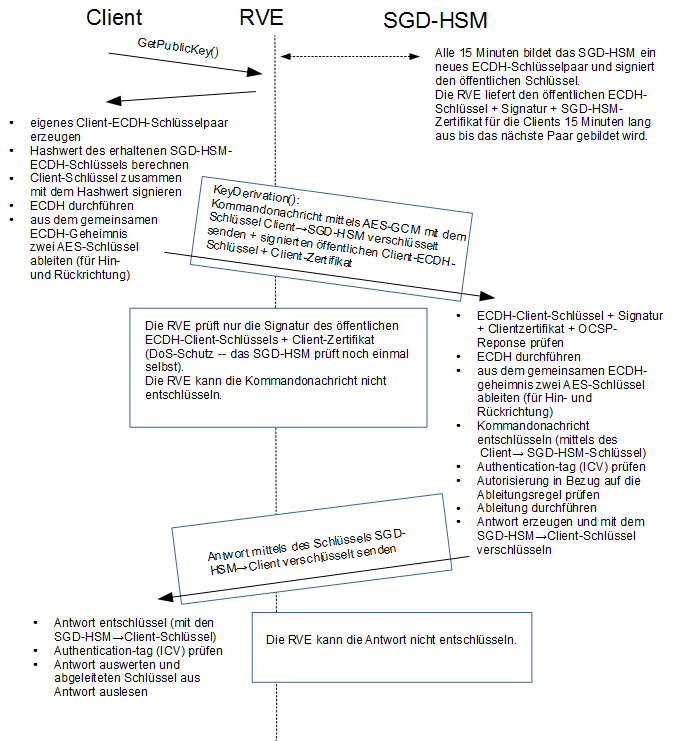 Client
RVE
SGD-HSM
GetPublicKey()
Alle 15 Minuten bildet das SGD-HSM ein
neues ECDH-Schlüsselpaar und signiert
den öffentlichen Schlüssel.
Die RVE liefert den öffentlichen ECDH-
Schlüssel + Signatur + SGD-HSM-
Zertifikat für die Clients 15 Minuten lang
aus bis das nächste Paar gebildet wird.
• eigenes Client-ECDH-Schlüsselpaar
erzeugen
• Hashwert des erhaltenen SGD-HSM-
ECDH-Schlüssels berechnen
• Client-Schlüssel zusammen
mit dem Hashwert signieren
• ECDH durchführen
• aus dem gemeinsamen
ECDH-Geheimnis
zwei AES-Schlüssel
ableiten (für Hin-
und Rückrichtung)
KeyDerivation():
Kommandonachricht mittels AES-GCM mit dem
Schlüssel Client→SGD-HSM verschlüsselt
senden + signierten öffentlichen Client-ECDH-
Schlüssel + Client-Zertifikat
Die RVE prüft nur die Signatur des öffentlichen
ECDH-Client-Schlüssels + Client-Zertifikat
(DoS-Schutz -- das SGD-HSM prüft noch einmal
selbst).
Die RVE kann die Kommandonachricht nicht
entschlüsseln.
• ECDH-Client-Schlüssel + Signatur
+ Clientzertifikat + OCSP-
Reponse prüfen
• ECDH durchführen
• aus dem gemeinsamen ECDH-
geheimnis zwei AES-Schlüssel
ableiten (für Hin- und
Rückrichtung)
• Kommandonachricht
entschlüsseln (mittels des
Client→ SGD-HSM-Schlüssel)
• Authentication-tag (ICV) prüfen
• Autorisierung in Bezug auf die
Ableitungsregel prüfen
• Ableitung durchführen
• Antwort erzeugen und mit dem
SGD-HSM→Client-Schlüssel
verschlüsseln
Antwort mittels des Schlüssels SGD-
HSM→Client verschlüsselt senden
• Antwort entschlüssel (mit den
SGD-HSM→Client-Schlüssel)
• Authentication-tag (ICV) prüfen
• Antwort auswerten und
abgeleiteten Schlüssel aus
Antwort auslesen
Die RVE kann die Antwort nicht entschlüsseln.